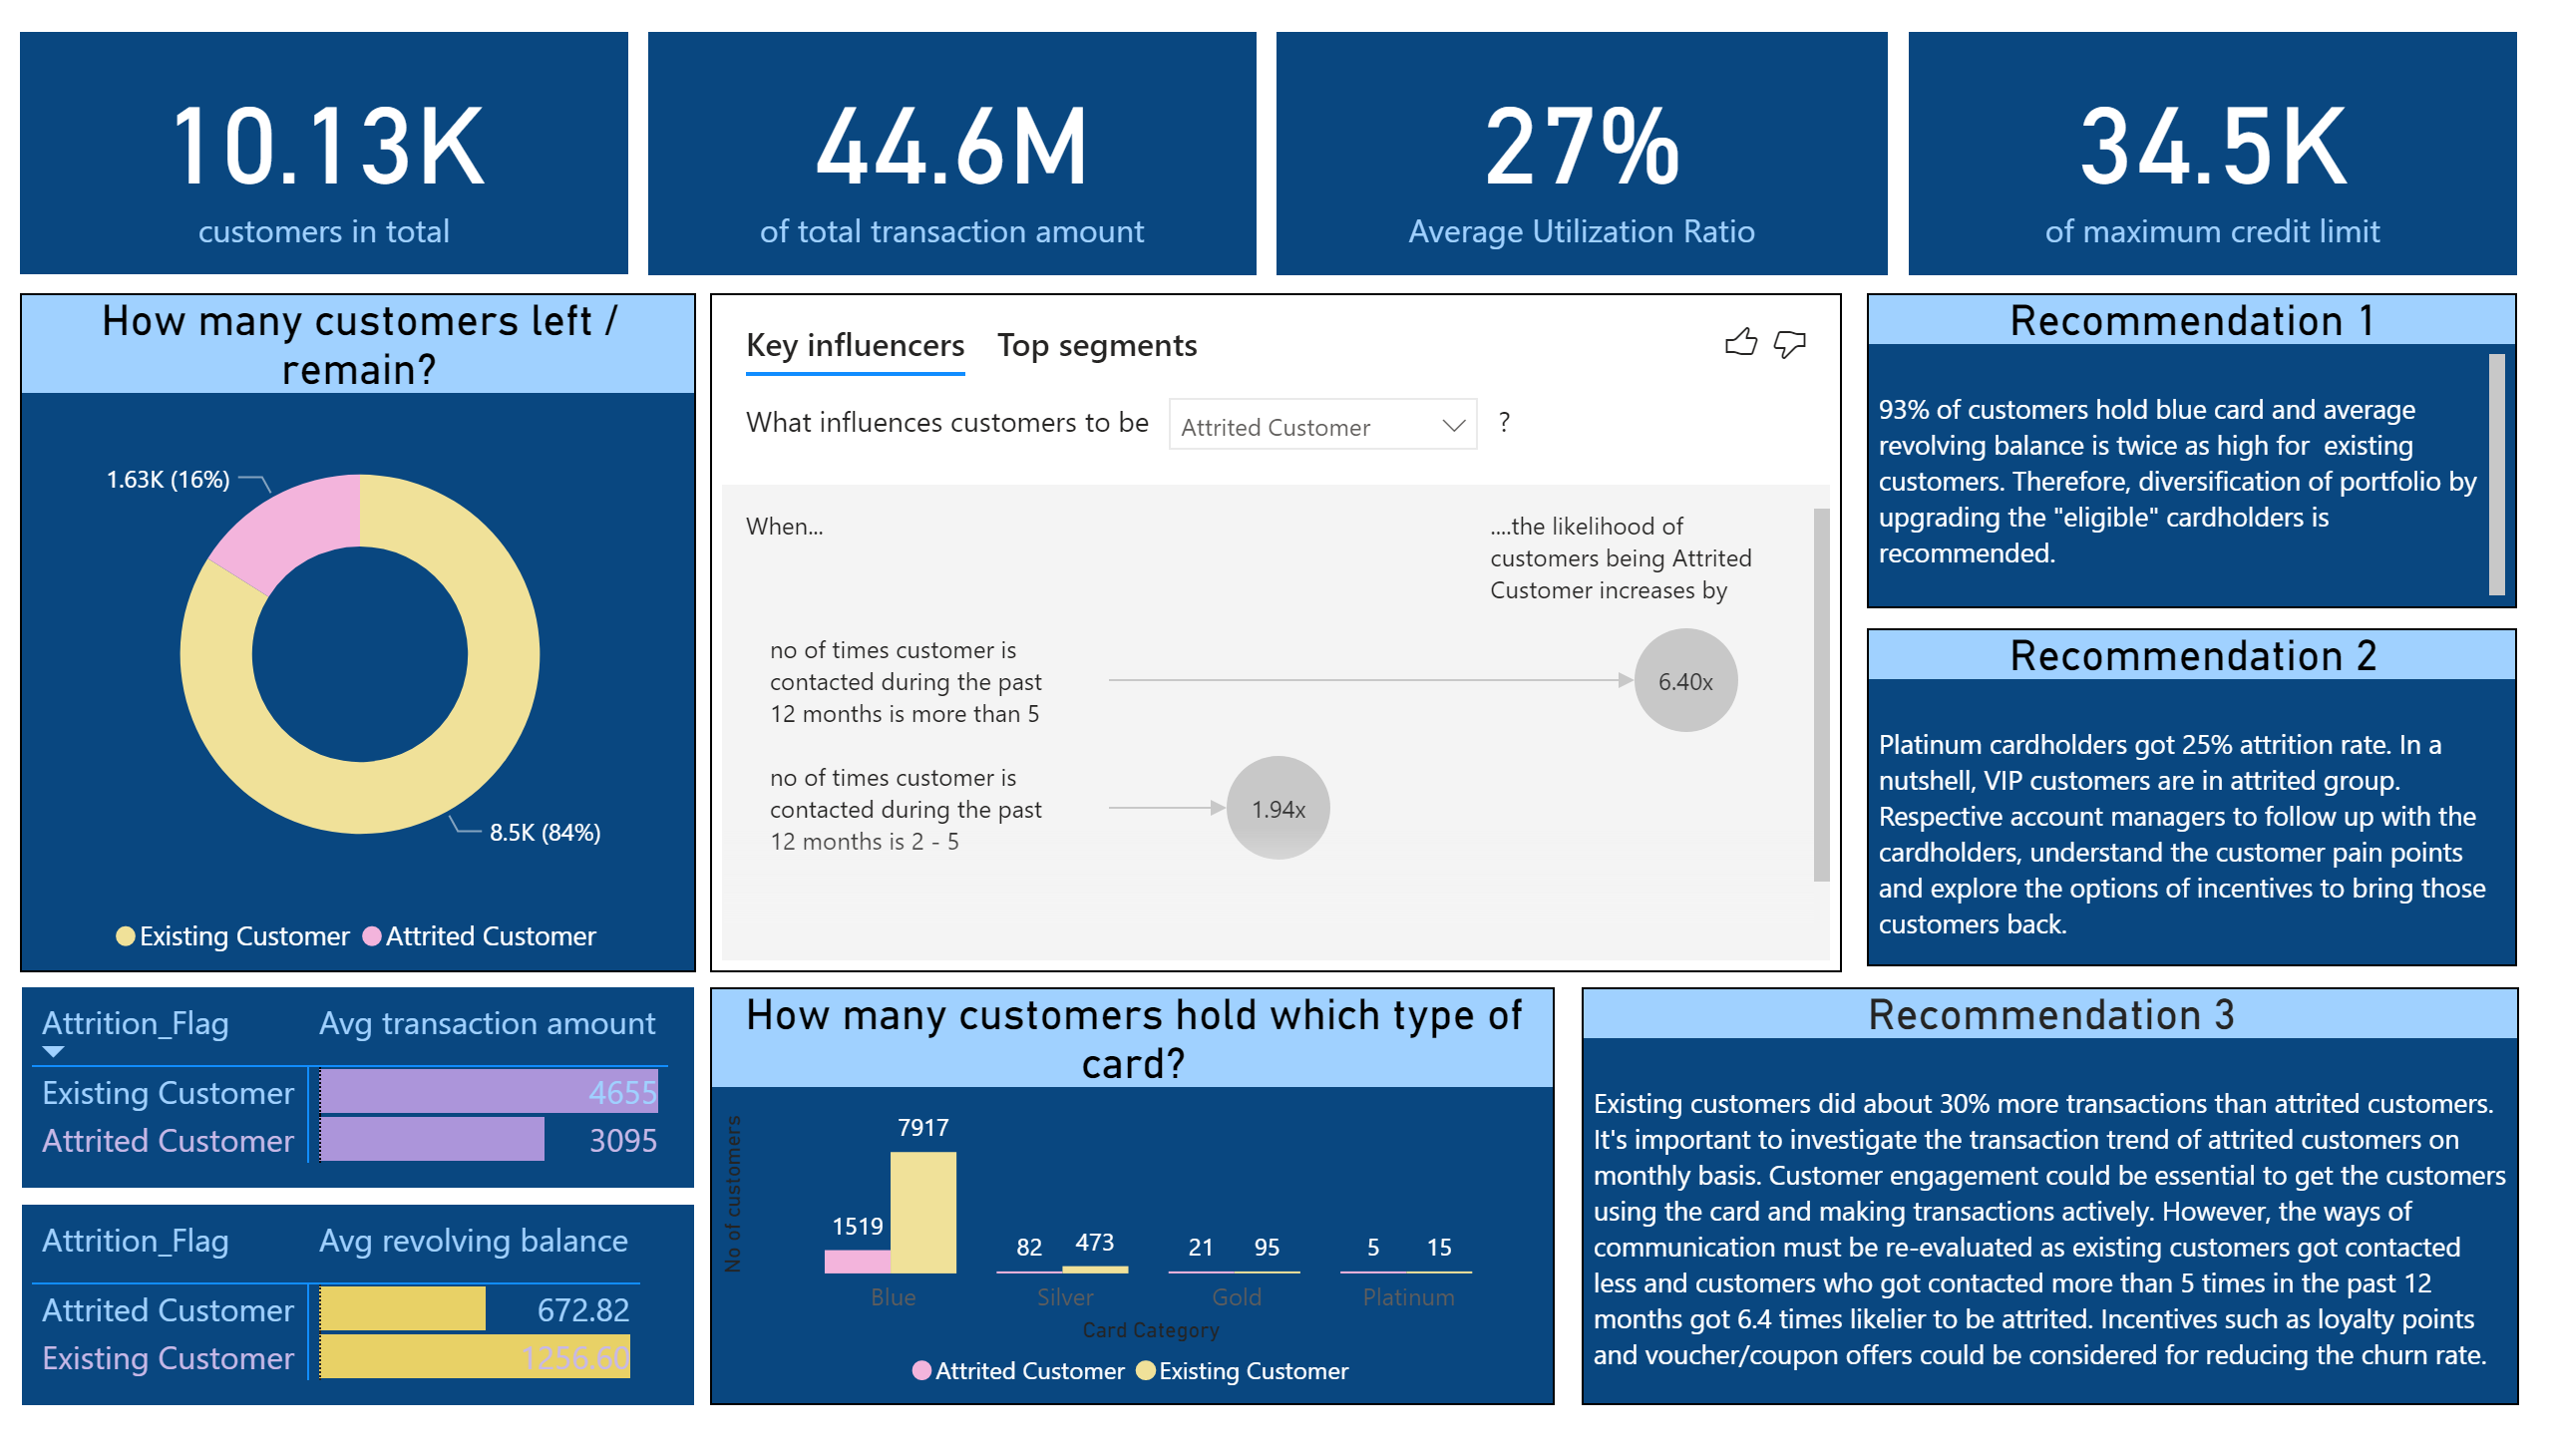 10.13K
customers in total
44.6M
of total transaction amount
27%
Average Utilization Ratio
34.5K
of maximum credit limit
How many customers left /
remain?
1.63K (16%)
8.5K (84%)
Existing Customer Attrited Customer
Key influencers Top segments
What influences customers to be Attrited Customer ?
When...
....the likelihood of
customers being Attrited
Customer increases by
no of times customer is
contacted during the past
12 months is more than 5
6.40x
no of times customer is
contacted during the past
12 months is 2 - 5
1.94x
Recommendation 1
93% of customers hold blue card and average
revolving balance is twice as high for  existing
customers. Therefore, diversification of portfolio by
upgrading the "eligible" cardholders is
recommended.
Recommendation 2
Platinum cardholders got 25% attrition rate. In a
nutshell, VIP customers are in attrited group.
Respective account managers to follow up with the
cardholders, understand the customer pain points
and explore the options of incentives to bring those
customers back.
Attrition_Flag Avg transaction amount
Existing Customer 4655
Attrited Customer 3095
Attrition_Flag Avg revolving balance
Attrited Customer 672.82
Existing Customer 1256.60
How many customers hold which type of
card?
No of customers
1519 7917 82 473 21 95 5 15
Blue Silver Gold Platinum
Card Category
Attrited Customer Existing Customer
Recommendation 3
Existing customers did about 30% more transactions than attrited customers.
It's important to investigate the transaction trend of attrited customers on
monthly basis. Customer engagement could be essential to get the customers
using the card and making transactions actively. However, the ways of
communication must be re-evaluated as existing customers got contacted
less and customers who got contacted more than 5 times in the past 12
months got 6.4 times likelier to be attrited. Incentives such as loyalty points
and voucher/coupon offers could be considered for reducing the churn rate.